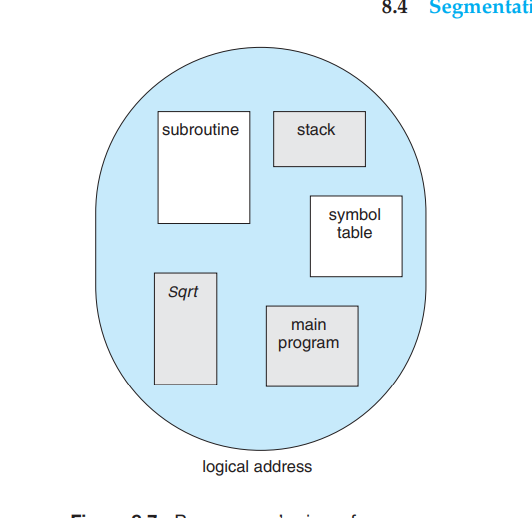 8.4 Segmentati
subroutine
stack
symbol
table
Sqrt
main
program
logical address